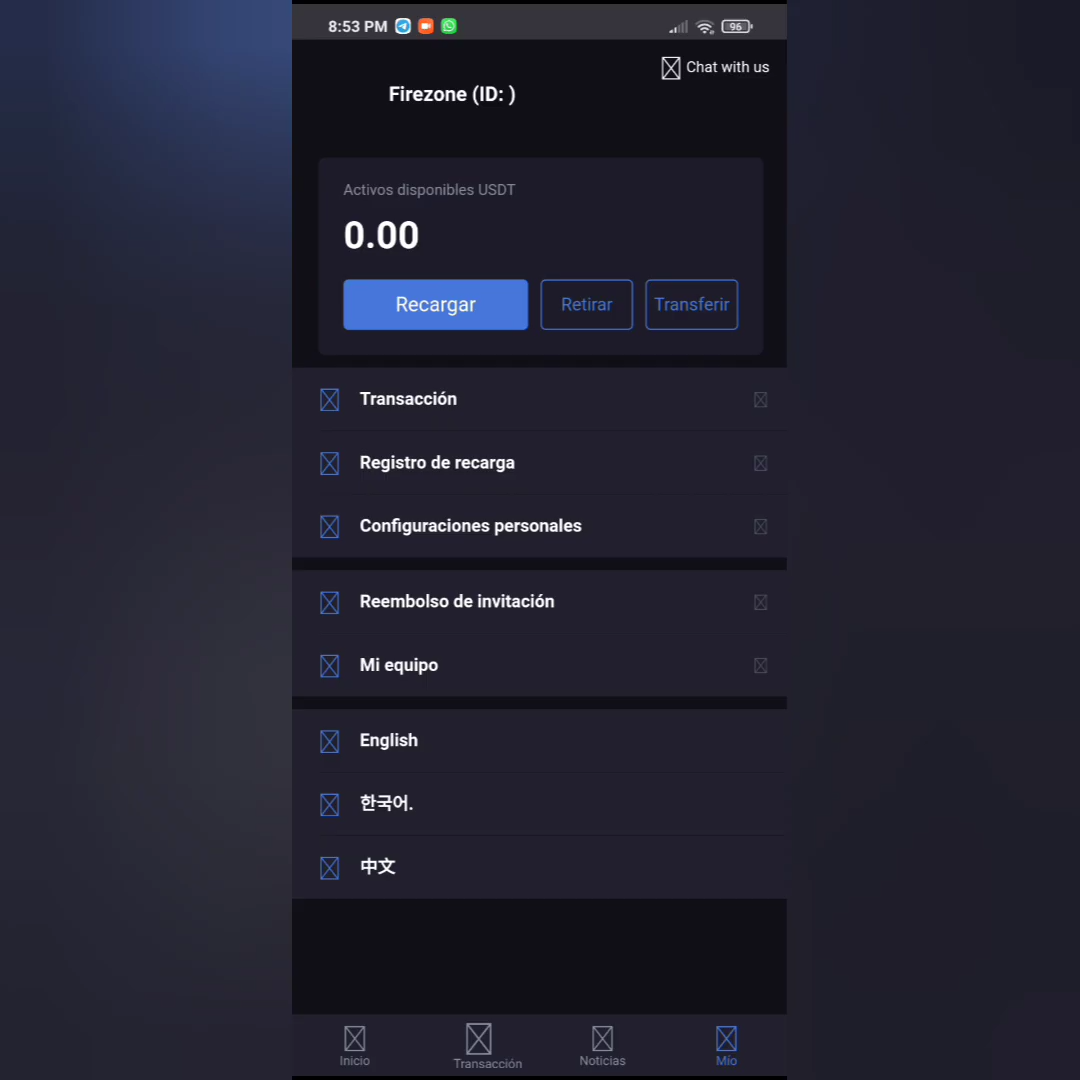 8:53 PM
96
Chat with us
Firezone (ID: )
Activos disponibles USDT
0.00
Recargar Retirar Transferir
Transacción
Registro de recarga
Configuraciones personales
Reembolso de invitación
Mi equipo
English
한국어.
中文
Inicio Transacción Noticias Mío